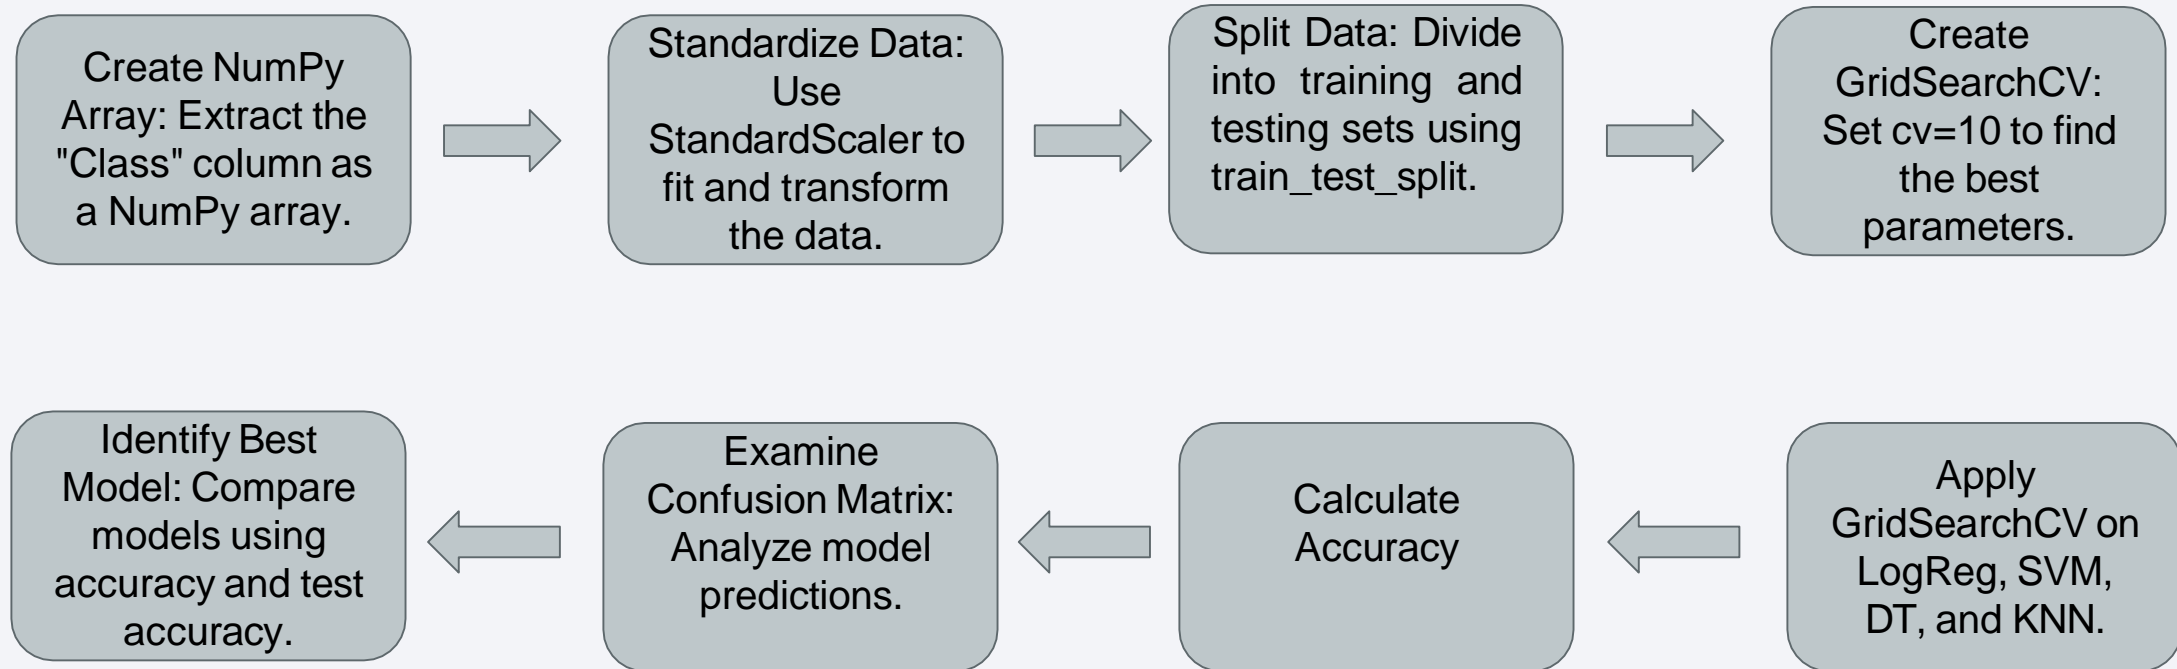 Create NumPy
Array: Extract the
"Class" column as
a NumPy array.
Standardize Data:
Use
StandardScaler to
fit and transform
the data.
Split Data: Divide
into training and
testing sets using
train_test_split.
Create
GridSearchCV:
Set cv=10 to find
the best
parameters.
Apply
GridSearchCV on
LogReg, SVM,
DT, and KNN.
Calculate
Accuracy
Examine
Confusion Matrix:
Analyze model
predictions.
Identify Best
Model: Compare
models using
accuracy and test
accuracy.